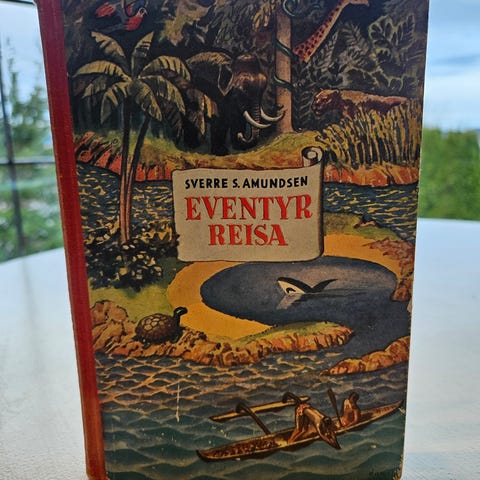 SVERRE S. AMUNDSEN
EVENTYR
REISA